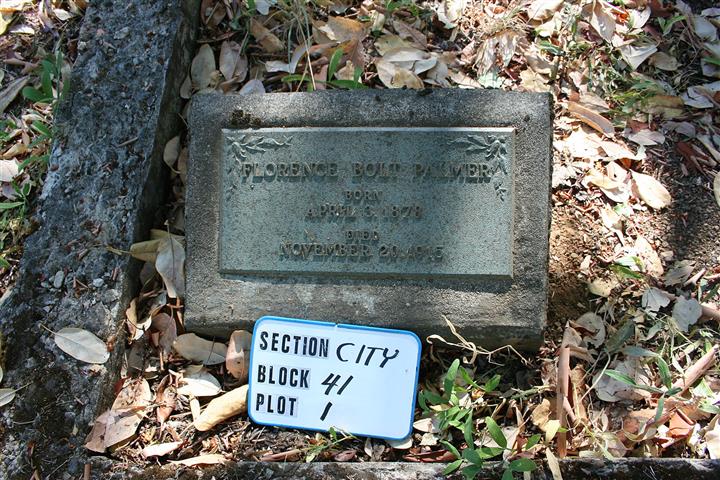 FLORENCE BOLT PALMER
BORN
APRIL 3, 1878
DIED
NOVEMBER 20, 1915
SECTION CITY
BLOCK 41
PLOT 1